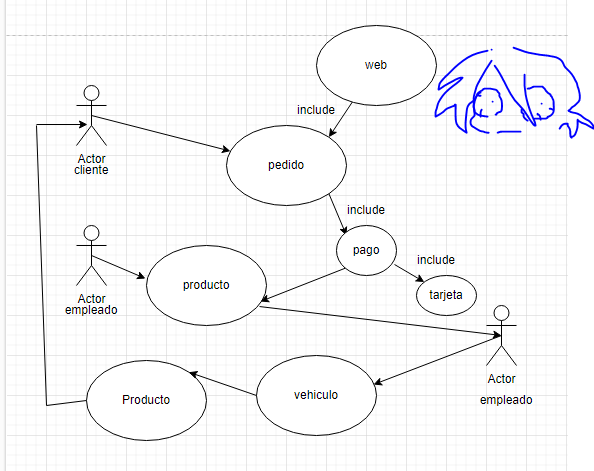 web
include
Actor
cliente
pedido
include
pago
include
tarjeta
Actor
empleado
producto
Actor
empleado
Producto
vehiculo